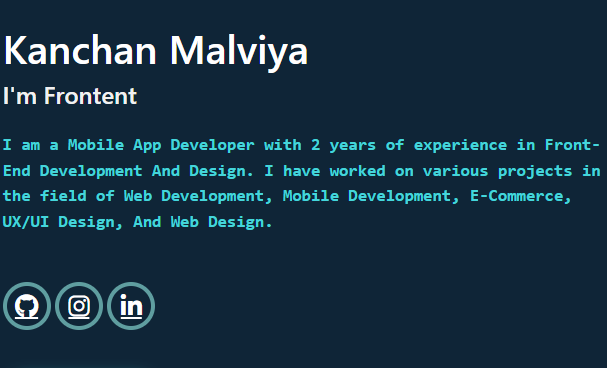 Kanchan Malviya
I'm Frontent
I am a Mobile App Developer with 2 years of experience in Front-
End Development And Design. I have worked on various projects in
the field of Web Development, Mobile Development, E-Commerce,
UX/UI Design, And Web Design.
in